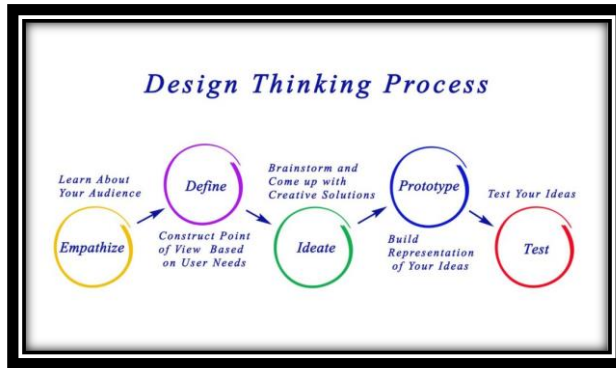 Design Thinking Process
Learn About
Your Audience
Empathize
Define
Construct Point
of View Based
on User Needs
Brainstorm and
Come up with
Creative Solutions
Ideate
Prototype
Build
Representation
of Your Ideas
Test Your Ideas
Test